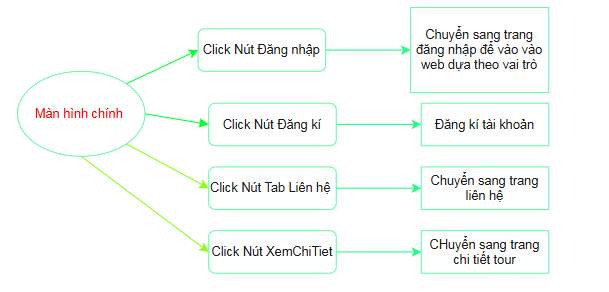 Màn hình chính
Click Nút Đăng nhập
Chuyển sang trang
đăng nhập để vào vào
web dựa theo vai trò
Click Nút Đăng kí
Đăng kí tài khoản
Click Nút Tab Liên hệ
Chuyển sang trang
liên hệ
Click Nút XemChiTiet
CHuyển sang trang
chi tiết tour